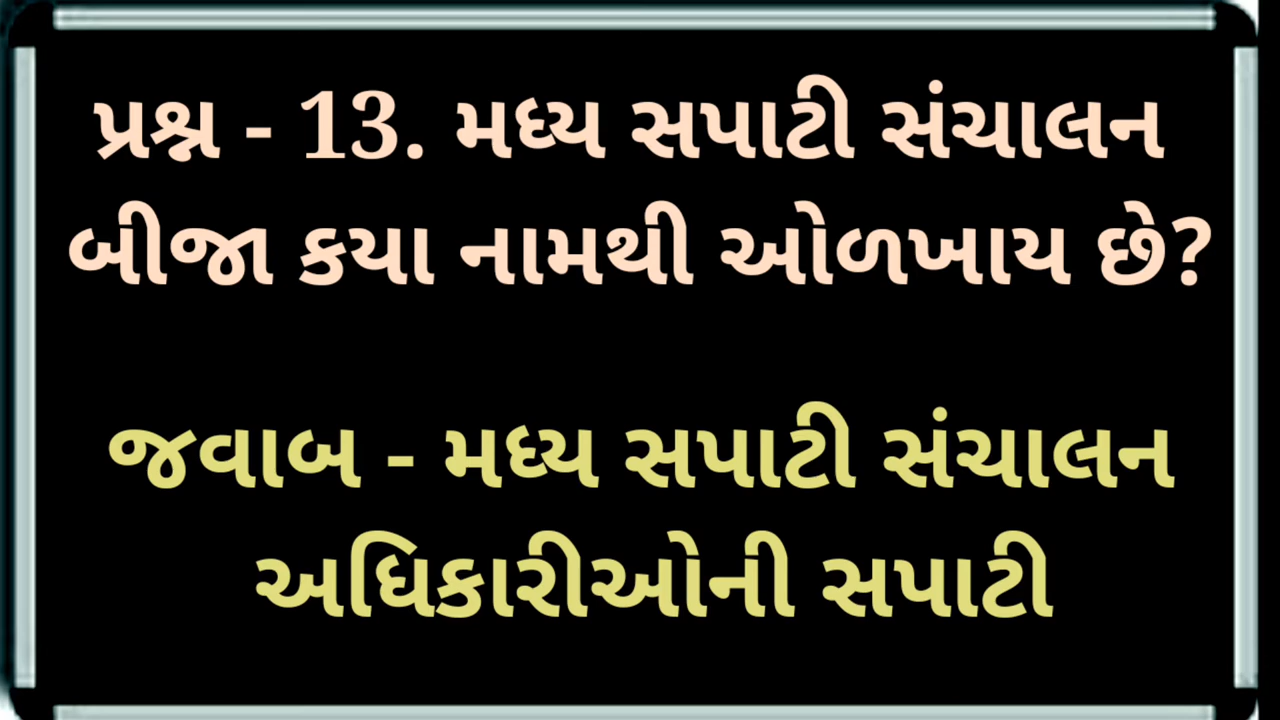 પ્રશ્ન - 13. મધ્ય સપાટી સંચાલન
બીજા કયા નામથી ઓળખાય છે?
જવાબ - મધ્ય સપાટી સંચાલન
અધિકારીઓની સપાટી